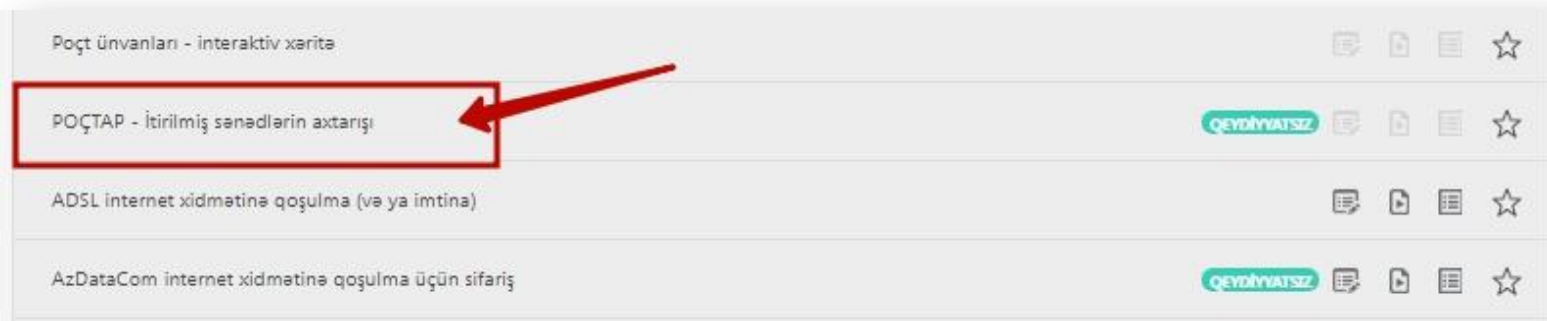 Poçt ünvanları - interaktiv xəritə
POÇTAP - İtirilmiş sənədlərin axtarışı QEYDİYYATSIZ
ADSL internet xidmətinə qoşulma (və ya imtina)
AzDataCom internet xidmətinə qoşulma üçün sifariş QEYDİYYATSIZ